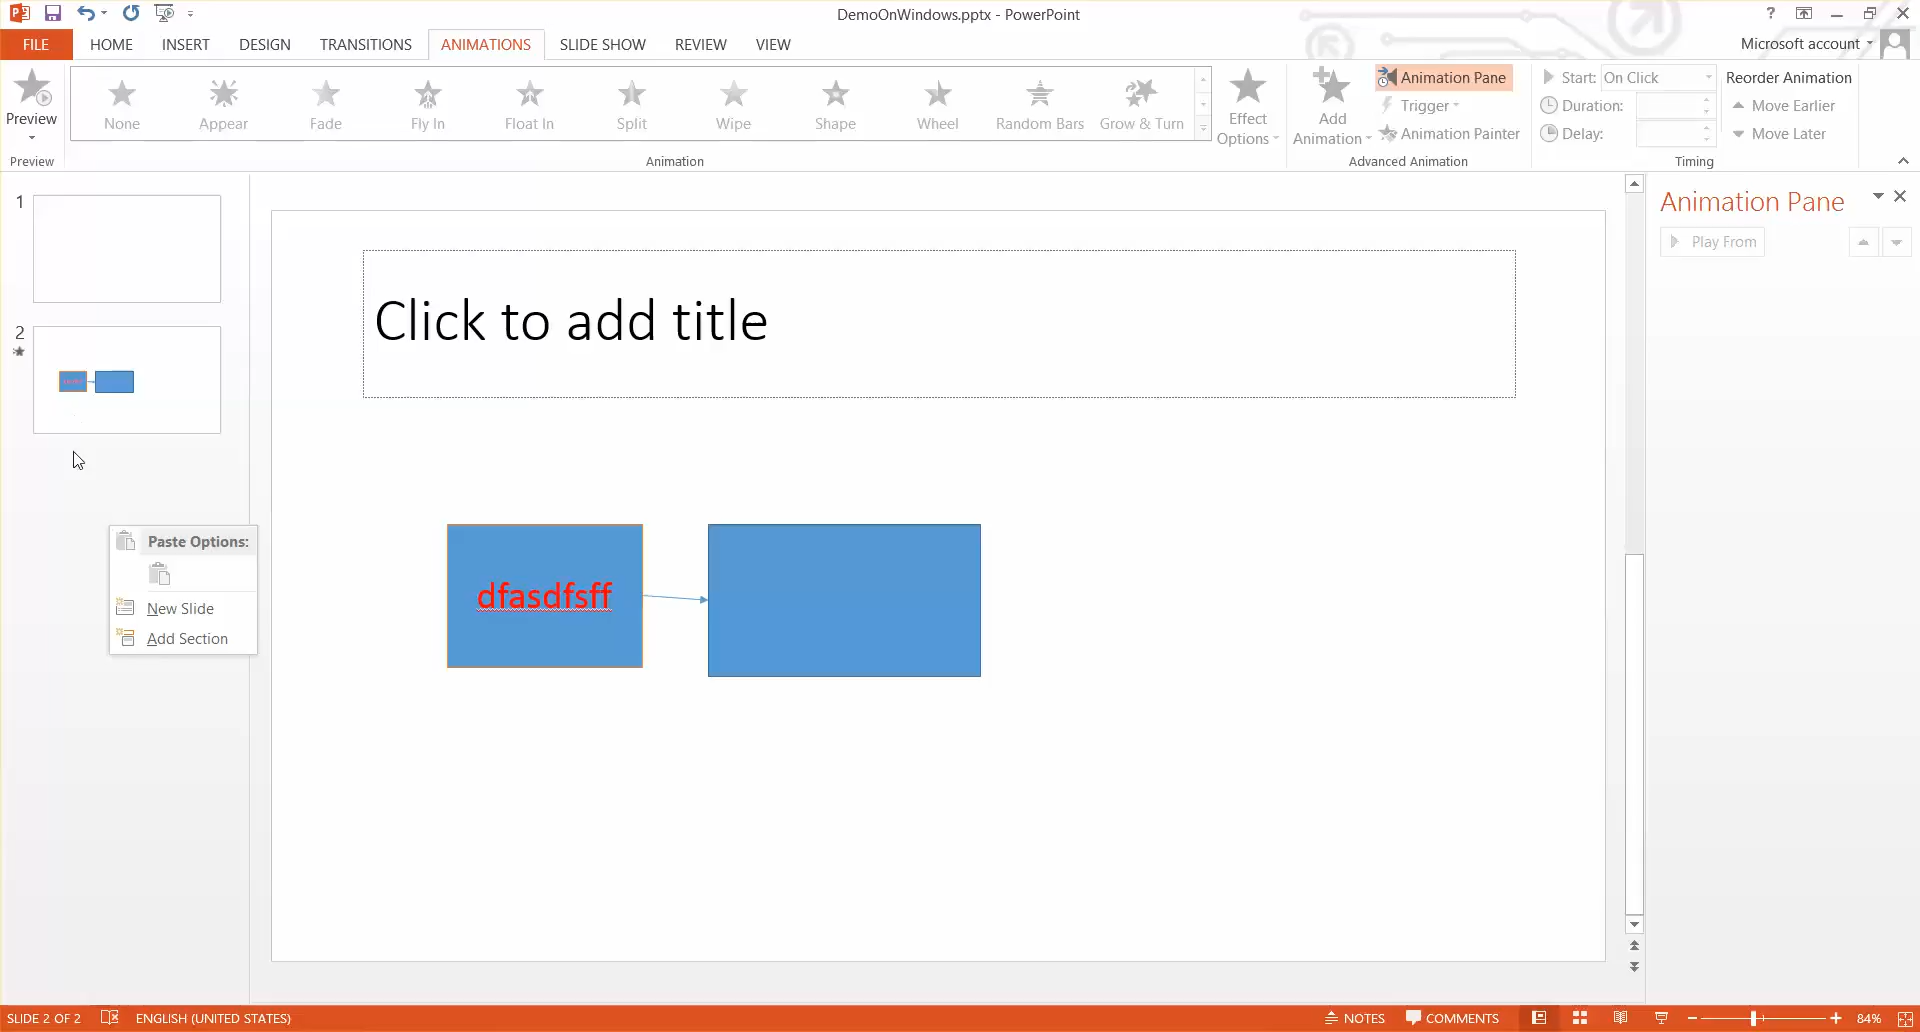 DemoOnWindows.pptx - PowerPoint
?
FILE HOME INSERT DESIGN TRANSITIONS ANIMATIONS SLIDE SHOW REVIEW VIEW
Microsoft account
Preview
Preview
None Appear Fade Fly In Float In Split Wipe Shape Wheel Random Bars Grow & Turn
Animation
Effect
Options
Add
Animation
Animation Pane
Trigger
Animation Painter
Advanced Animation
Start: On Click
Duration:
Delay:
Reorder Animation
Move Earlier
Move Later
Timing
1
2
Paste Options:
New Slide
Add Section
Click to add title
dfasdfsff
Animation Pane
Play From
SLIDE 2 OF 2
ENGLISH (UNITED STATES)
NOTES
COMMENTS
84%